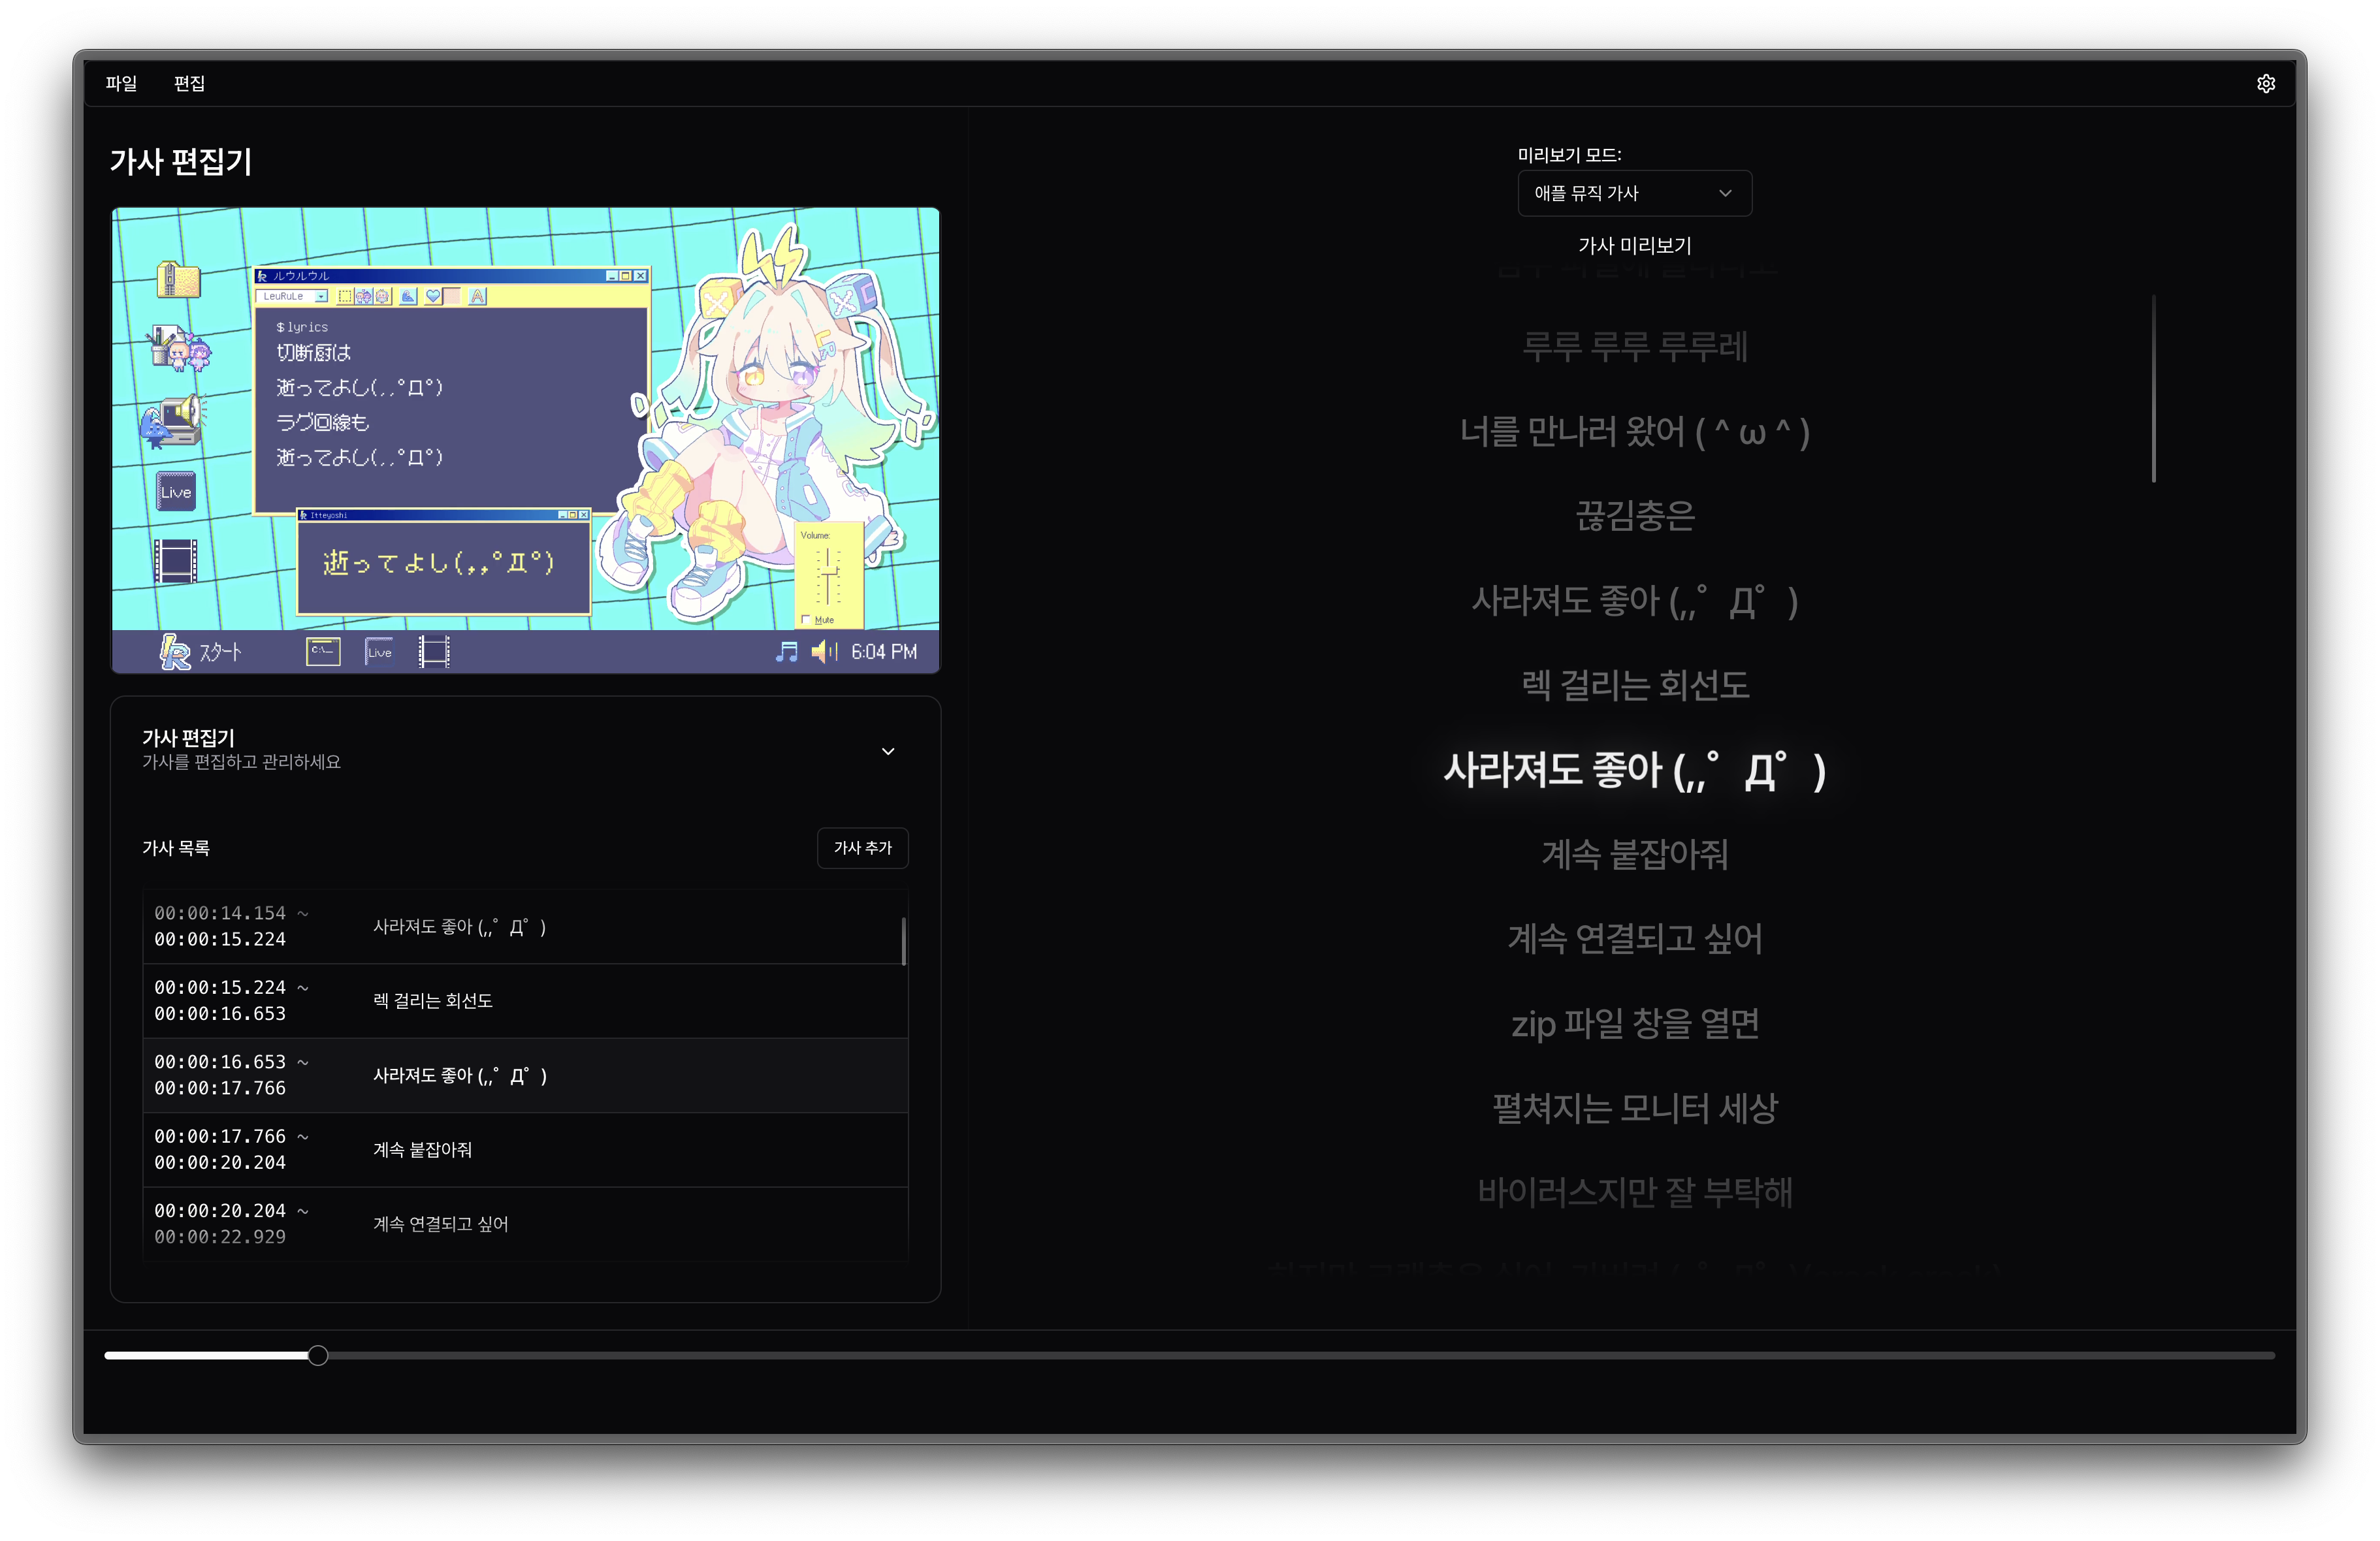 파일 편집
가사 편집기
ルウルウル
LeuRuLe
$lyrics
切断厨は
逝ってよし(,,°Д°)
ラグ回線も
逝ってよし(,,°Д°)
Live
Itteyoshi
逝ってよし(,,°Д°)
Volume:
Mute
スタート
C:\_
Live
6:04 PM
가사 편집기
가사를 편집하고 관리하세요
가사 목록
가사 추가
00:00:14.154 ~
00:00:15.224
사라져도 좋아 (,,ﾟДﾟ)
00:00:15.224 ~
00:00:16.653
렉 걸리는 회선도
00:00:16.653 ~
00:00:17.766
사라져도 좋아 (,,ﾟДﾟ)
00:00:17.766 ~
00:00:20.204
계속 붙잡아줘
00:00:20.204 ~
00:00:22.929
계속 연결되고 싶어
미리보기 모드:
애플 뮤직 가사
가사 미리보기
루루 루루 루루레
너를 만나러 왔어 ( ^ ω ^ )
끊김충은
사라져도 좋아 (,,ﾟДﾟ)
렉 걸리는 회선도
사라져도 좋아 (,,ﾟДﾟ)
계속 붙잡아줘
계속 연결되고 싶어
zip 파일 창을 열면
펼쳐지는 모니터 세상
바이러스지만 잘 부탁해